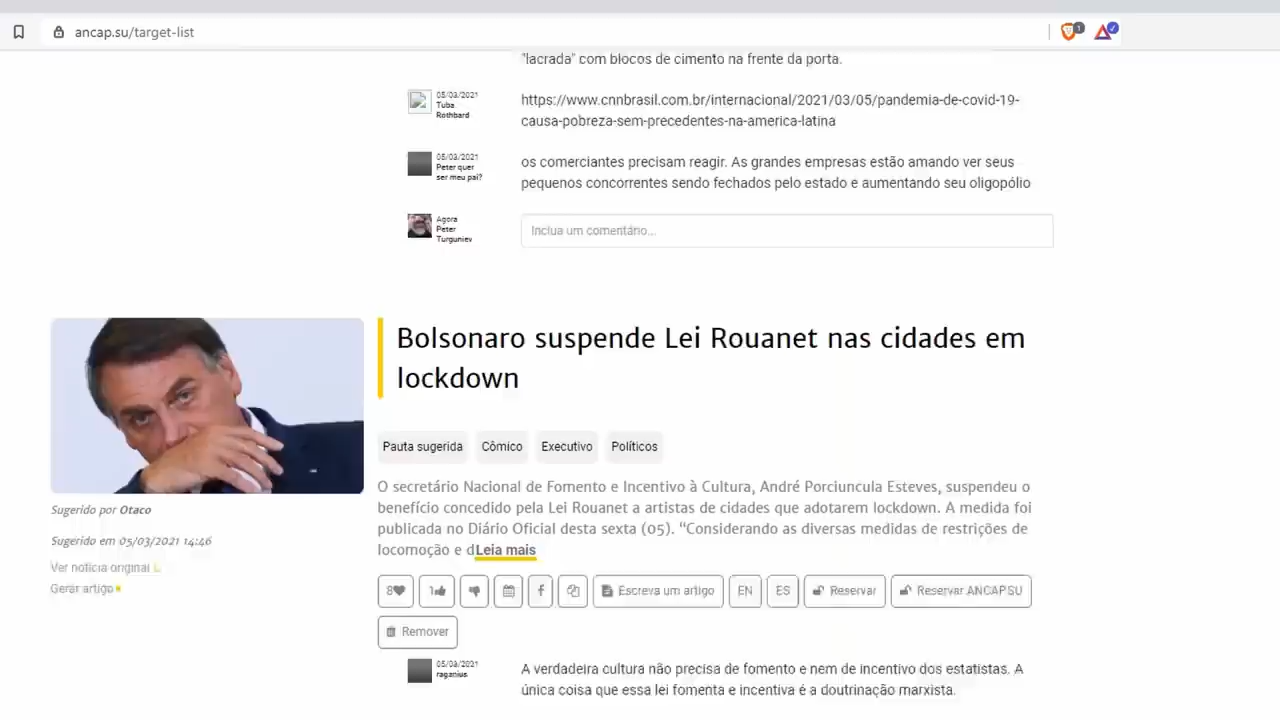 ancap.su/target-list
1
"lacrada" com blocos de cimento na frente da porta.
05/03/2021
Tuba
Rothbard
https://www.cnnbrasil.com.br/internacional/2021/03/05/pandemia-de-covid-19-
causa-pobreza-sem-precedentes-na-america-latina
05/03/2021
Peter quer
ser meu pai?
os comerciantes precisam reagir. As grandes empresas estão amando ver seus
pequenos concorrentes sendo fechados pelo estado e aumentando seu oligopólio
Agora
Peter
Turguniev
Inclua um comentário...
Bolsonaro suspende Lei Rouanet nas cidades em
lockdown
Pauta sugerida Cômico Executivo Políticos
O secretário Nacional de Fomento e Incentivo à Cultura, André Porciuncula Esteves, suspendeu o
benefício concedido pela Lei Rouanet a artistas de cidades que adotarem lockdown. A medida foi
publicada no Diário Oficial desta sexta (05). "Considerando as diversas medidas de restrições de
locomoção e dLeia mais
Sugerido por Otaco
Sugerido em 05/03/2021 14:46
Ver notícia original
Gerar artigo
8 1 Escreva um artigo EN ES Reservar Reservar ANCAPSU
Remover
05/03/2021
raganius
A verdadeira cultura não precisa de fomento e nem de incentivo dos estatistas. A
única coisa que essa lei fomenta e incentiva é a doutrinação marxista.